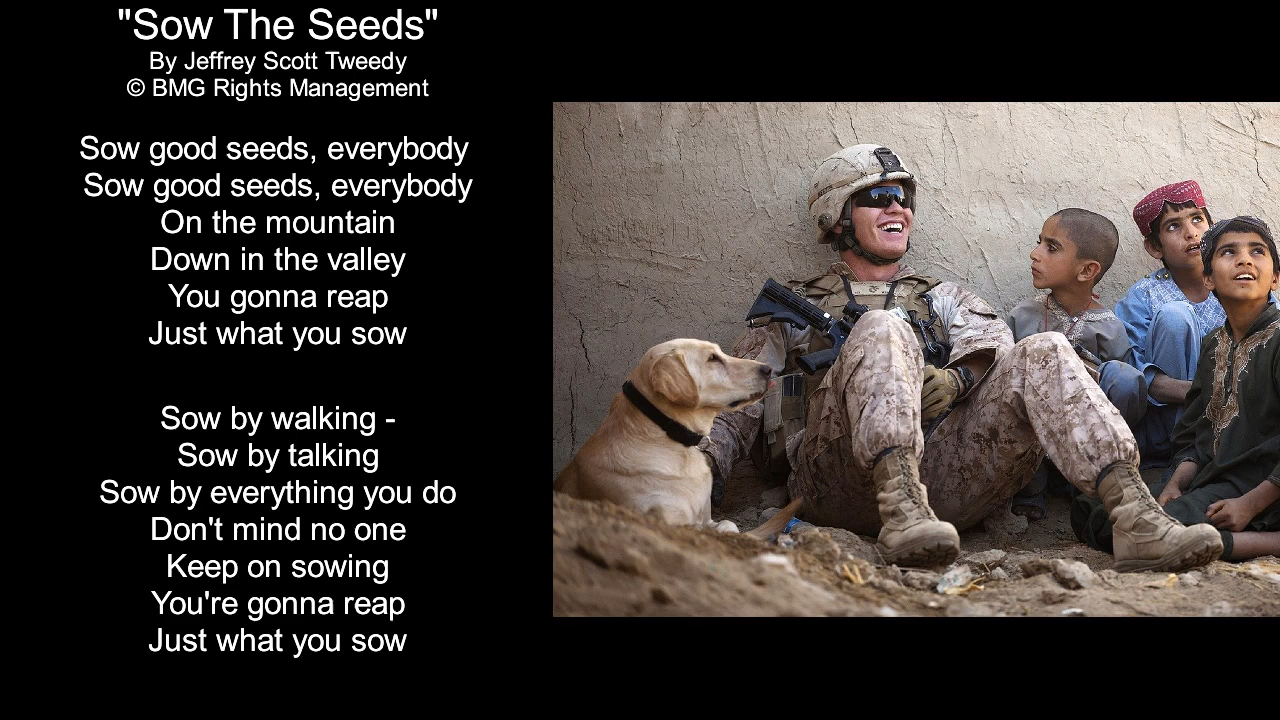 "Sow The Seeds"
By Jeffrey Scott Tweedy
© BMG Rights Management
Sow good seeds, everybody
Sow good seeds, everybody
On the mountain
Down in the valley
You gonna reap
Just what you sow
Sow by walking -
Sow by talking
Sow by everything you do
Don't mind no one
Keep on sowing
You're gonna reap
Just what you sow